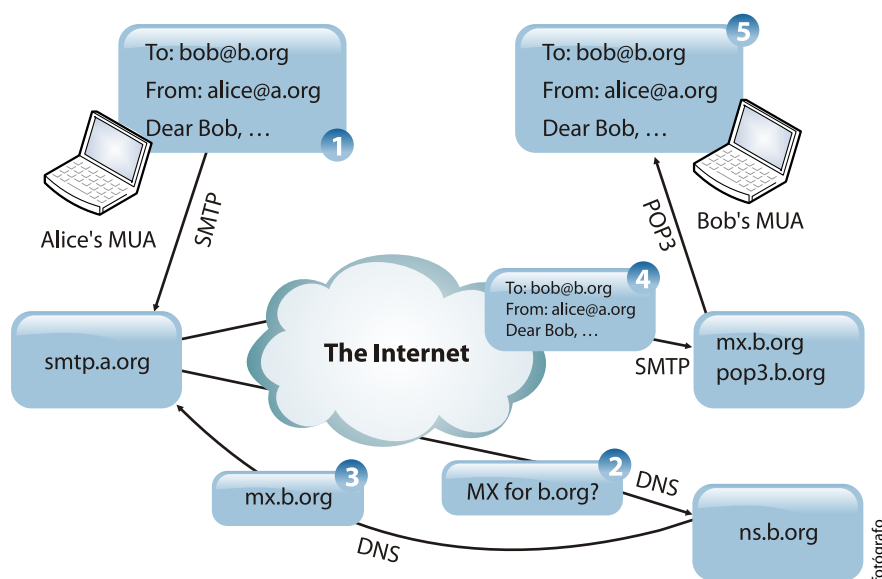 To: bob@b.org
From: alice@a.org
Dear Bob, …
1
Alice's MUA
SMTP
To: bob@b.org
From: alice@a.org
Dear Bob, …
5
Bob's MUA
POP3
smtp.a.org
The Internet
To: bob@b.org
From: alice@a.org
Dear Bob, …
4
SMTP
mx.b.org
pop3.b.org
mx.b.org
3
MX for b.org?
2
DNS
DNS
ns.b.org
fotógrafo